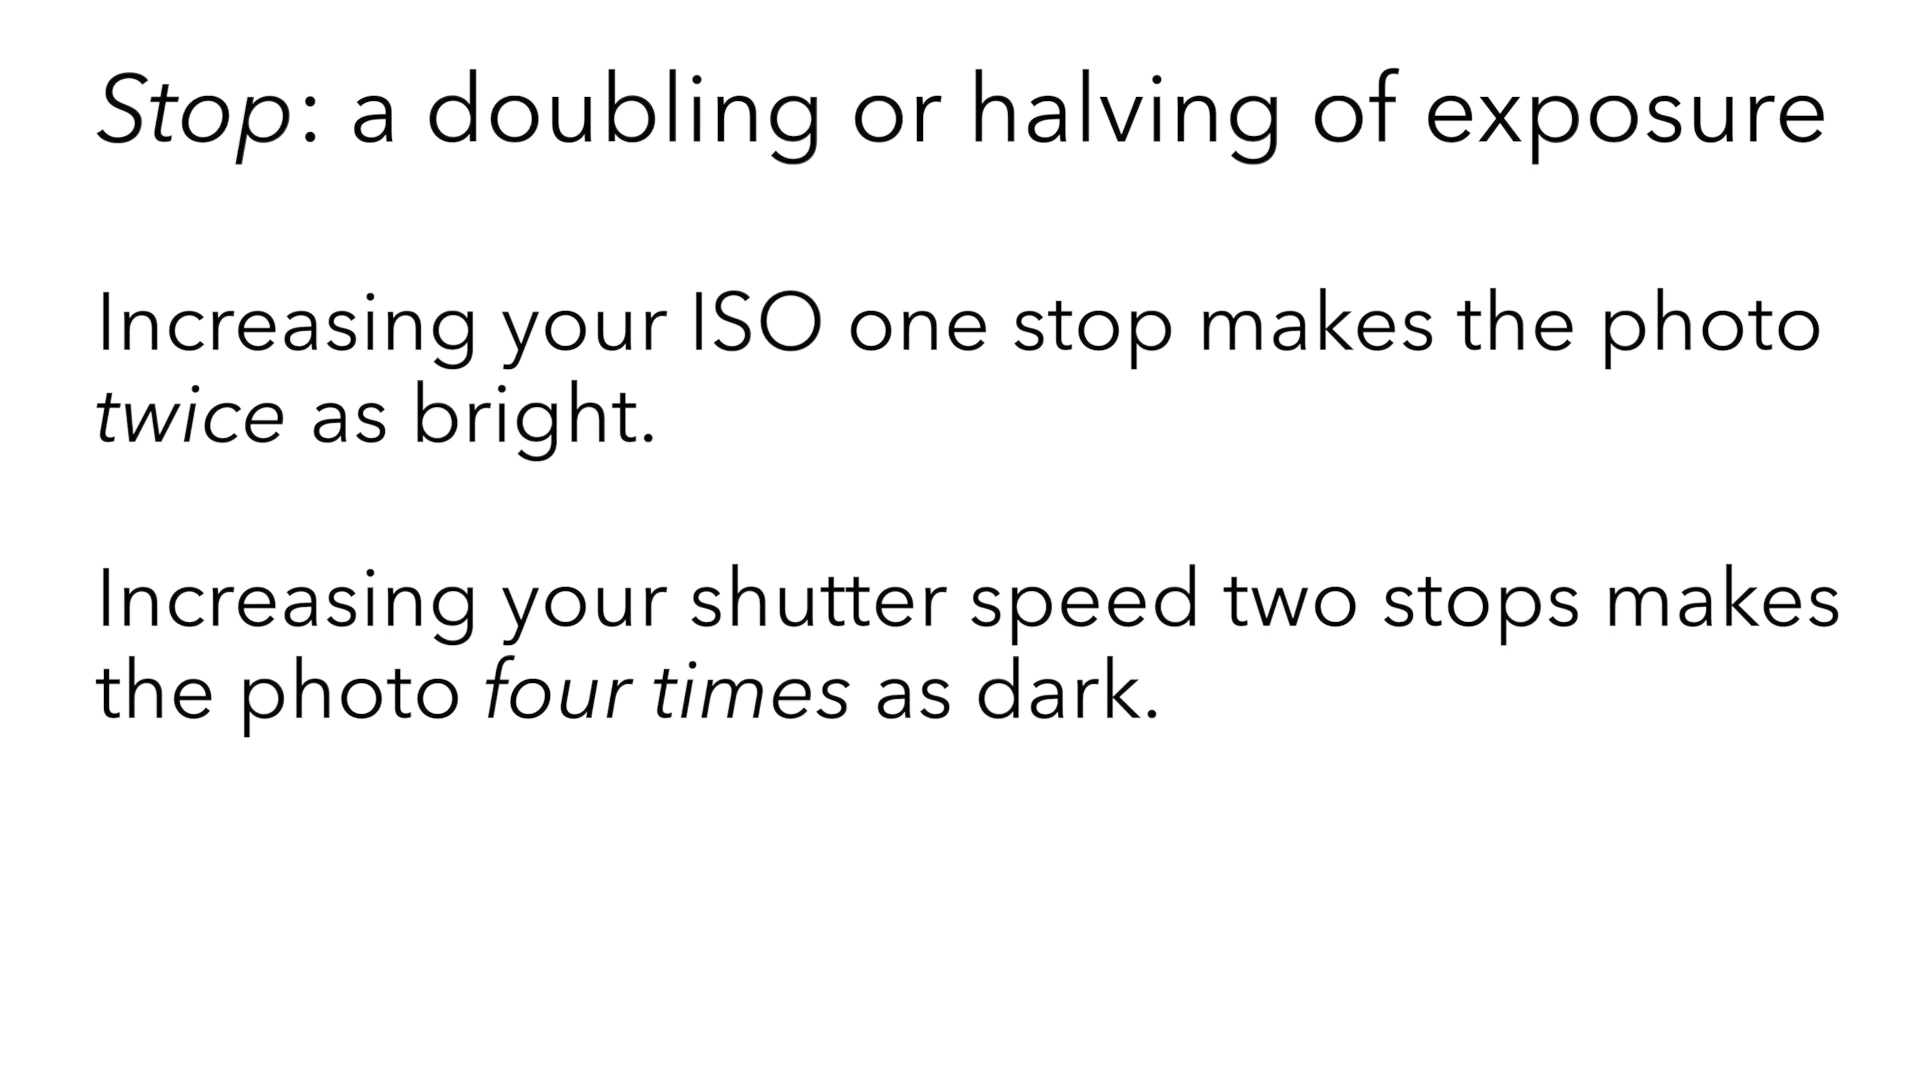 Stop: a doubling or halving of exposure
Increasing your ISO one stop makes the photo
twice as bright.
Increasing your shutter speed two stops makes
the photo four times as dark.